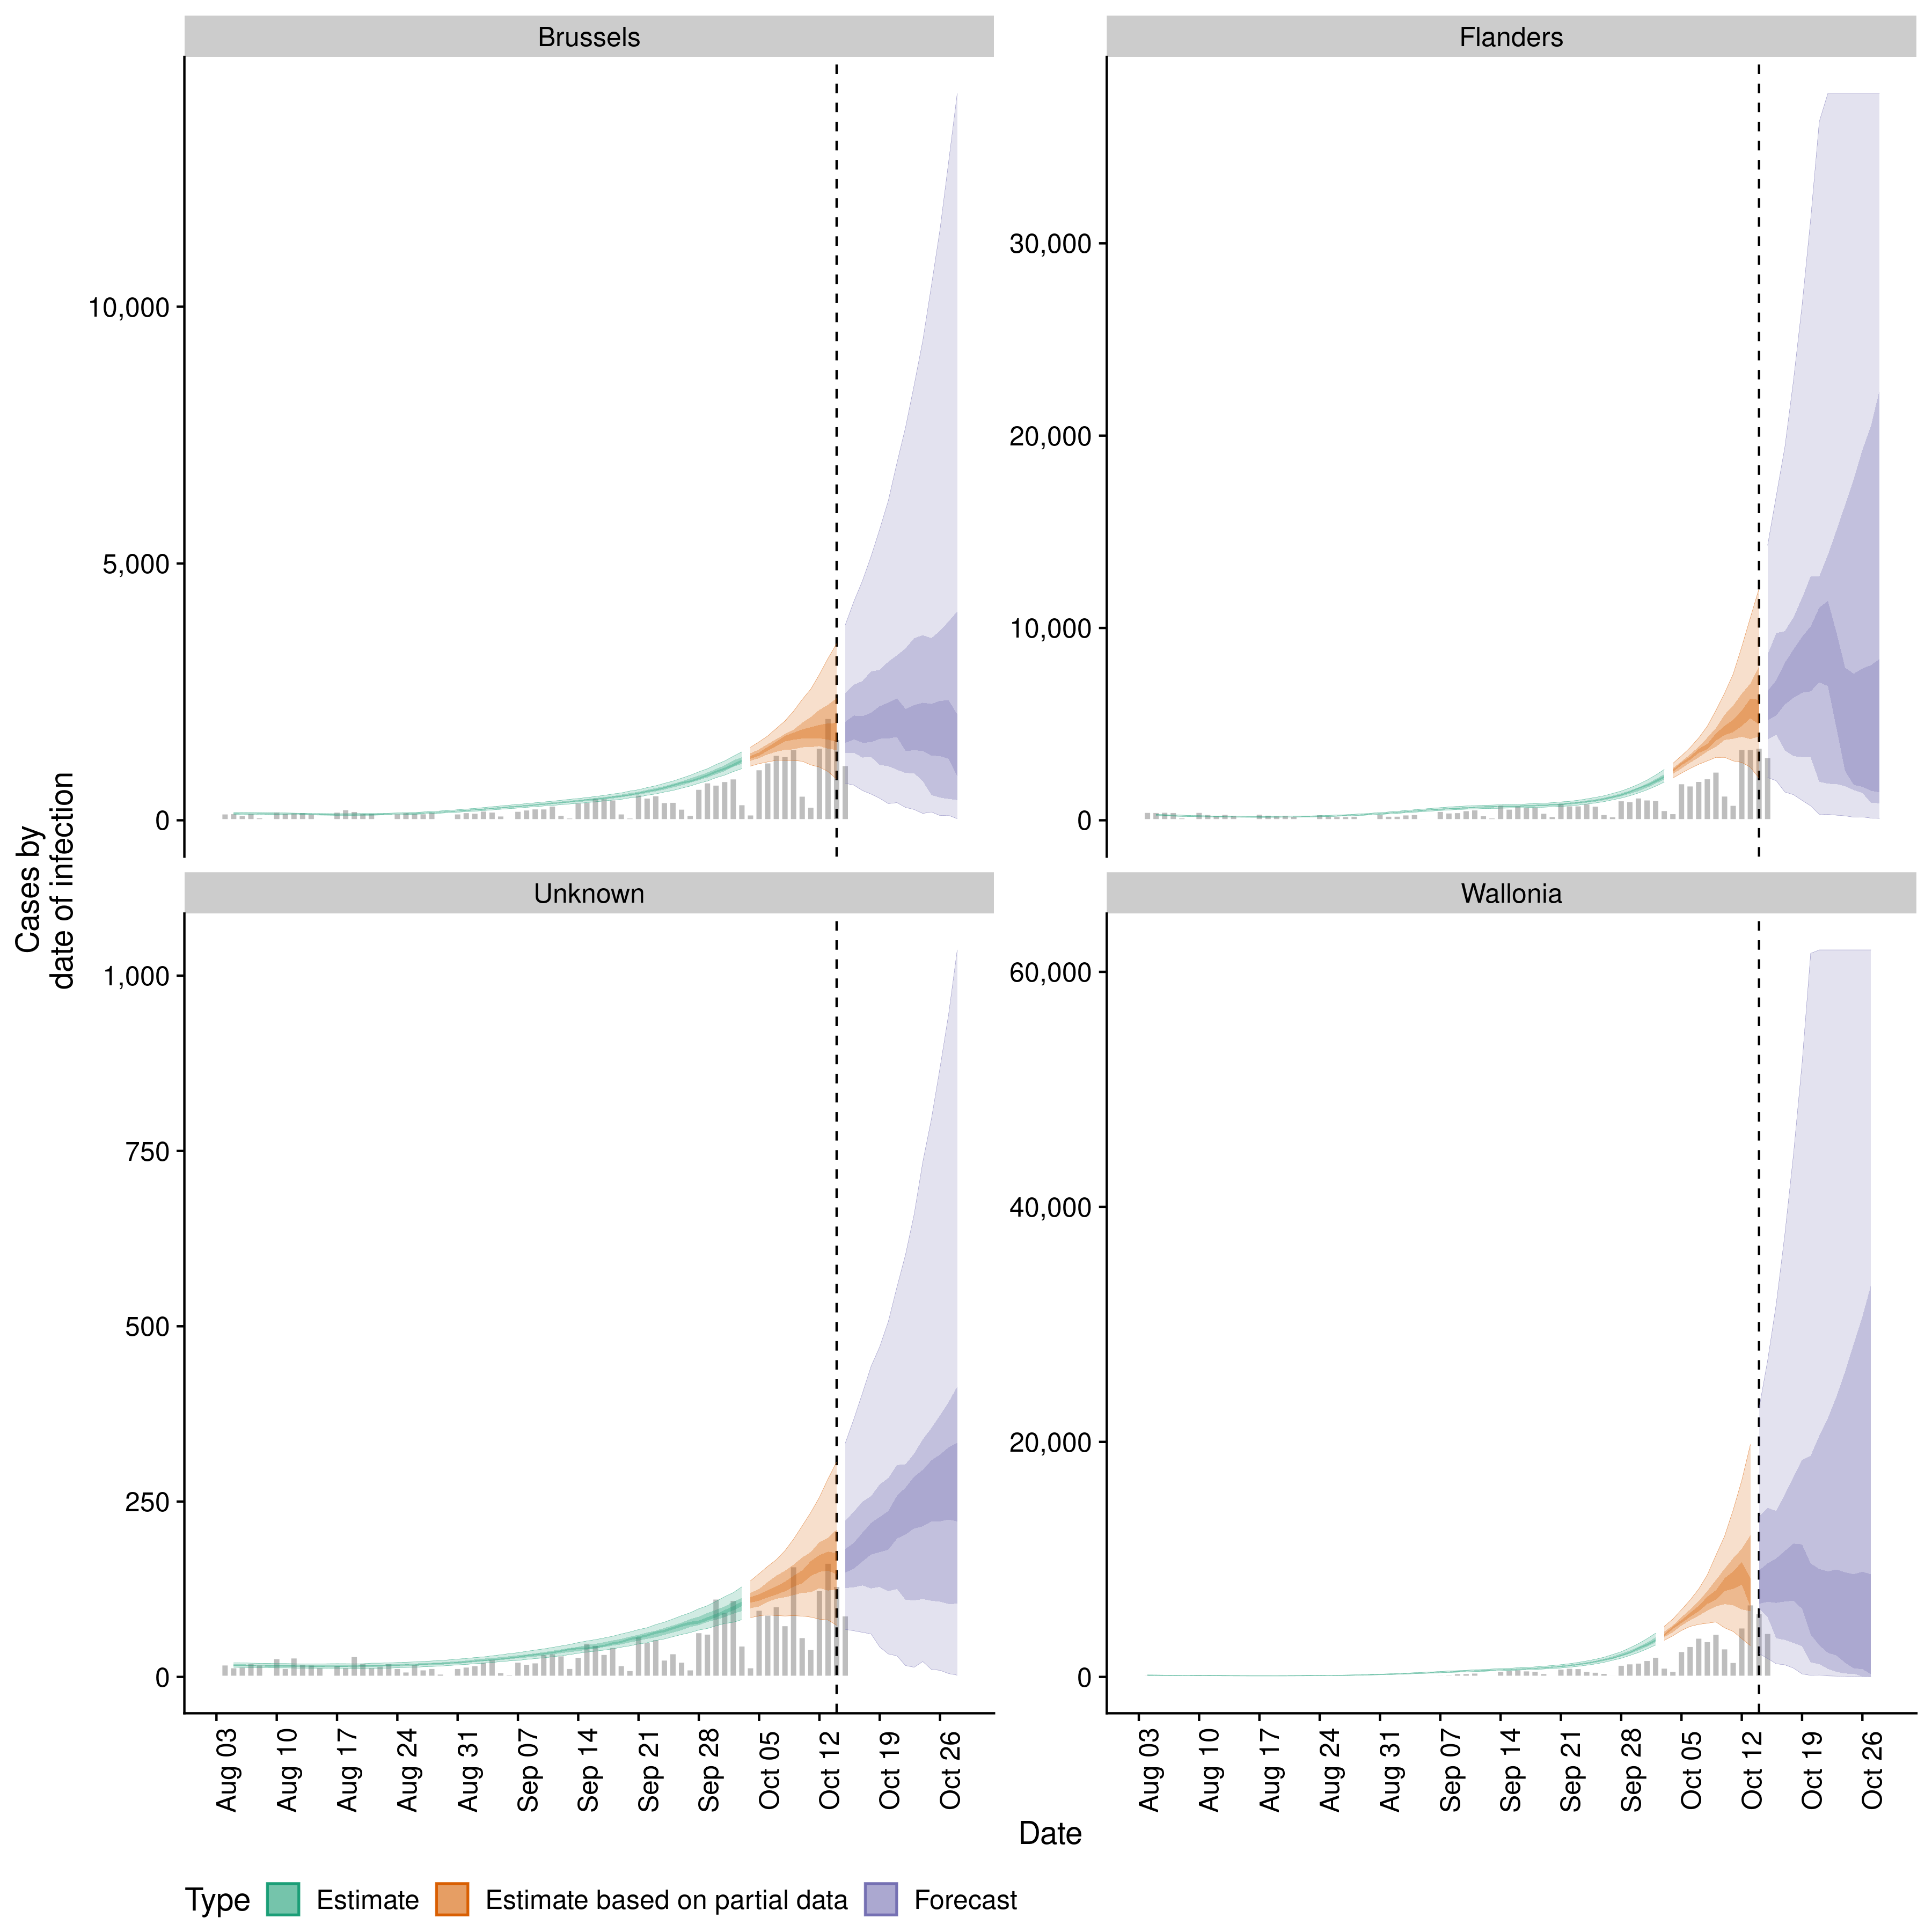 Brussels
Flanders
10,000
5,000
0
30,000
20,000
10,000
0
Cases by
date of infection
Unknown
Wallonia
1,000
750
500
250
0
60,000
40,000
20,000
0
Aug 03
Aug 10
Aug 17
Aug 24
Aug 31
Sep 07
Sep 14
Sep 21
Sep 28
Oct 05
Oct 12
Oct 19
Oct 26
Aug 03
Aug 10
Aug 17
Aug 24
Aug 31
Sep 07
Sep 14
Sep 21
Sep 28
Oct 05
Oct 12
Oct 19
Oct 26
Date
Type Estimate Estimate based on partial data Forecast